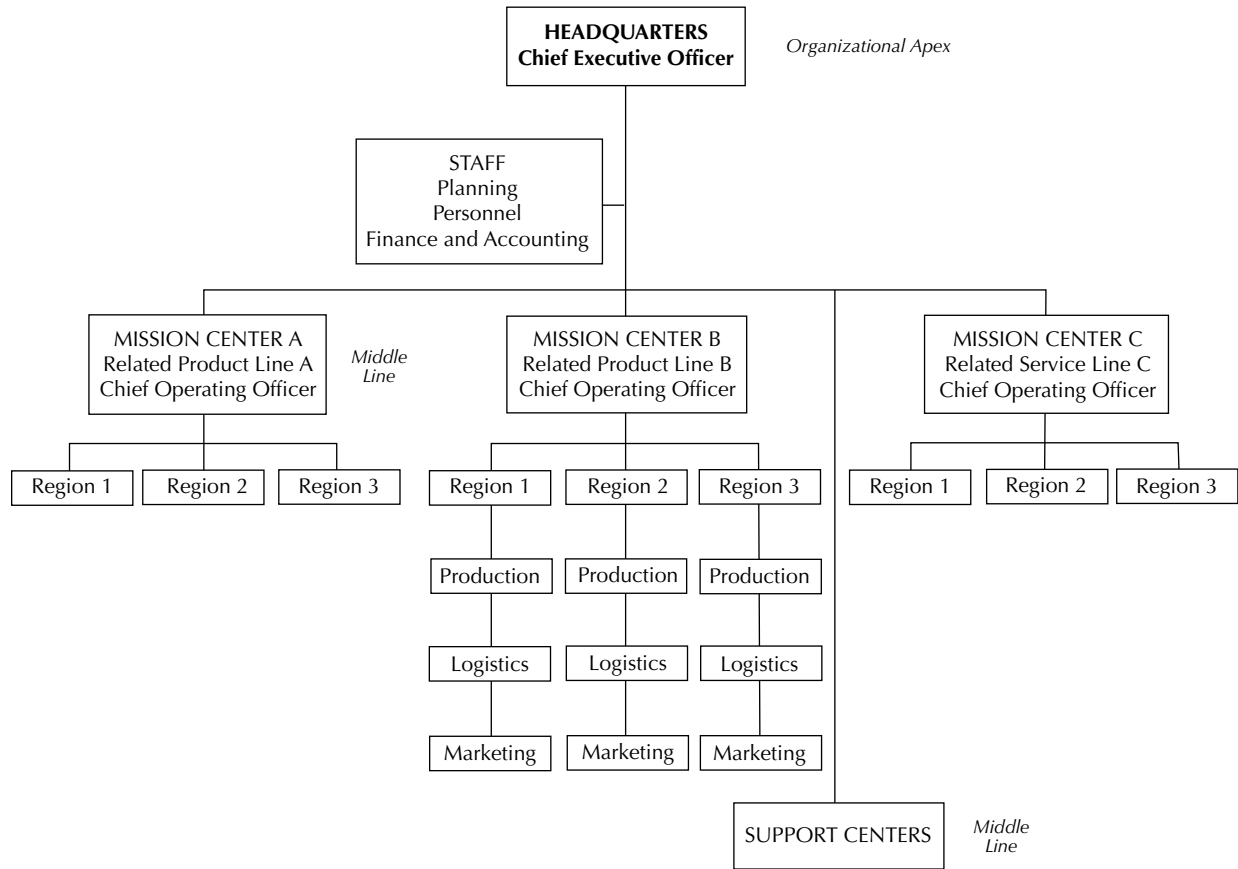 HEADQUARTERS
Chief Executive Officer
Organizational Apex
STAFF
Planning
Personnel
Finance and Accounting
MISSION CENTER A
Related Product Line A
Chief Operating Officer
Middle
Line
MISSION CENTER B
Related Product Line B
Chief Operating Officer
MISSION CENTER C
Related Service Line C
Chief Operating Officer
Region 1
Region 2
Region 3
Region 1
Region 2
Region 3
Region 1
Region 2
Region 3
Production
Production
Production
Logistics
Logistics
Logistics
Marketing
Marketing
Marketing
SUPPORT CENTERS
Middle
Line